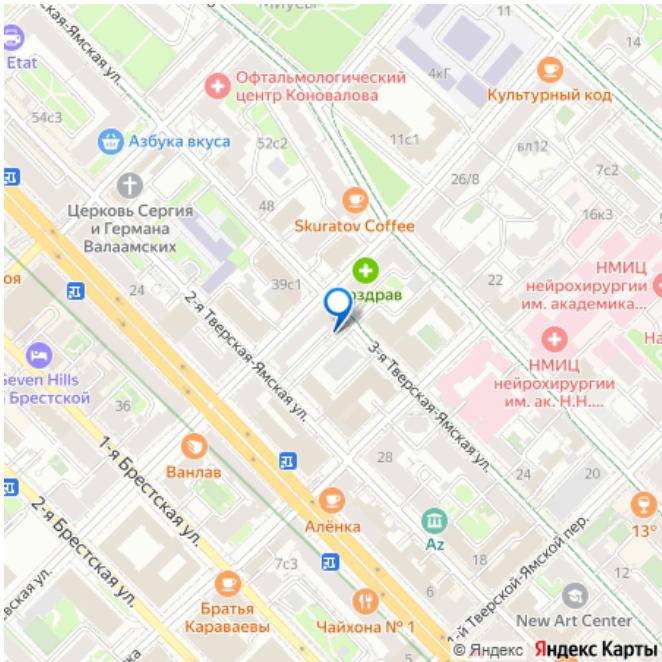 МИУСЫ
11
14
Etat
-Ямская ул.
Офтальмологический
центр Коновалова
4кГ
Культурный код
54с3
Азбука вкуса
52с2
11с1
вл12
7с2
26/8
Церковь Сергия
и Германа
Валаамских
48
Skuratov Coffee
16к3
39с1
22
НМИЦ
нейрохирургии
им. академика...
оздрав
24
2-я Тверская-Ямская ул.
3-я Тверская-Ямская ул.
НМИЦ
нейрохирургии
им. ак. Н.Н....
На
Seven Hills
Брестской
36
1-я Брестская ул.
2-я Брестская ул.
Ванлав
28
24
20
Алёнка
Az
13°
7с3
18
12
6
1-й Тверской-Ямской пер.
Братья
Караваевы
Чайхона № 1
New Art Center
© Яндекс Яндекс Карты